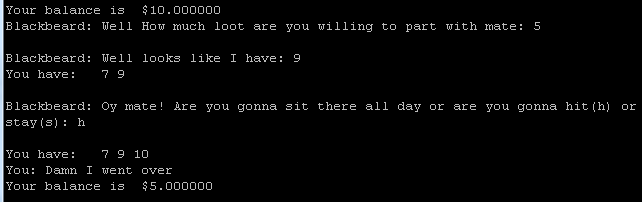 Your balance is  $10.000000
Blackbeard: Well How much loot are you willing to part with mate: 5
Blackbeard: Well looks like I have: 9
You have:   7 9
Blackbeard: Oy mate! Are you gonna sit there all day or are you gonna hit(h) or
stay(s): h
You have:   7 9 10
You: Damn I went over
Your balance is  $5.000000